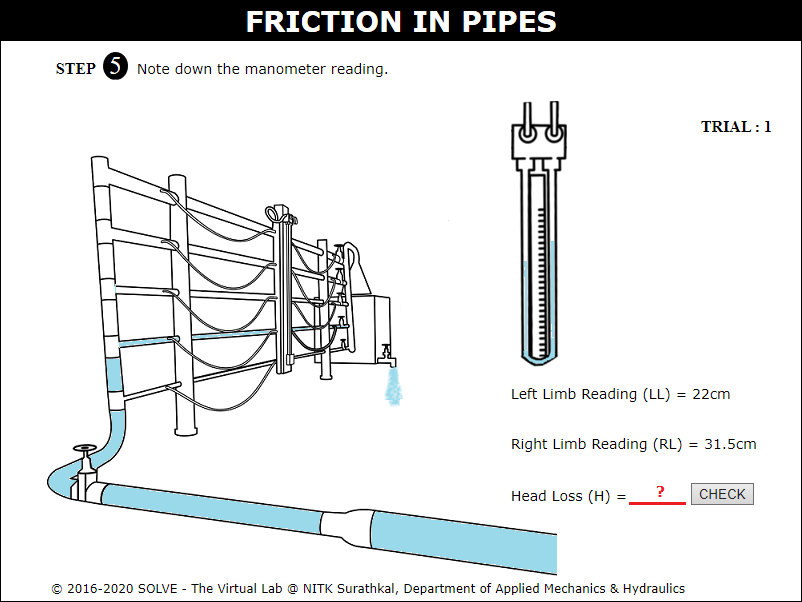 FRICTION IN PIPES
STEP 5 Note down the manometer reading.
TRIAL : 1
Left Limb Reading (LL) = 22cm
Right Limb Reading (RL) = 31.5cm
Head Loss (H) = ? CHECK
© 2016-2020 SOLVE - The Virtual Lab @ NITK Surathkal, Department of Applied Mechanics & Hydraulics